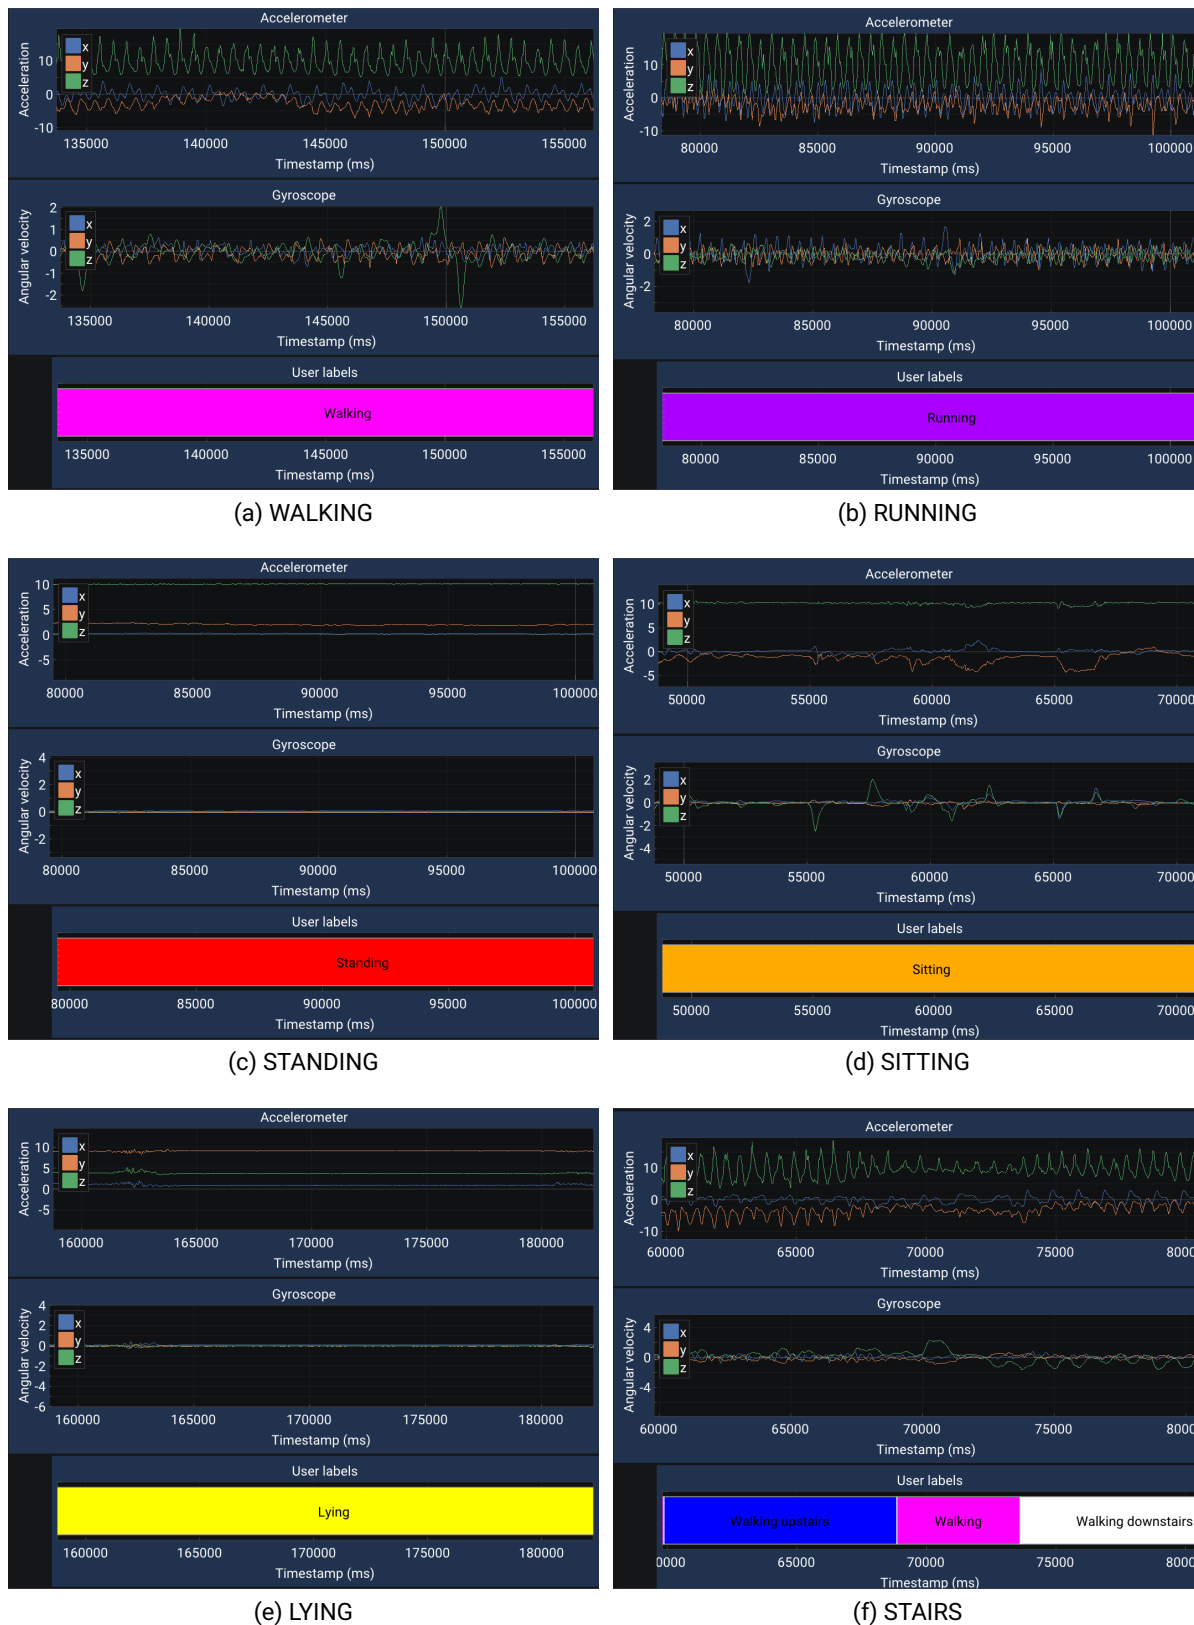 Accelerometer
Acceleration
x
y
z
10
0
-10
135000 140000 145000 150000 155000
Timestamp (ms)
Gyroscope
Angular velocity
x
y
z
2
1
0
-1
-2
135000 140000 145000 150000 155000
Timestamp (ms)
User labels
Walking
135000 140000 145000 150000 155000
Timestamp (ms)
(a) WALKING
Accelerometer
Acceleration
x
y
z
10
0
-10
80000 85000 90000 95000 100000
Timestamp (ms)
Gyroscope
Angular velocity
x
y
z
2
0
-2
80000 85000 90000 95000 100000
Timestamp (ms)
User labels
Running
80000 85000 90000 95000 100000
Timestamp (ms)
(b) RUNNING
Accelerometer
Acceleration
x
y
z
10
5
0
-5
80000 85000 90000 95000 100000
Timestamp (ms)
Gyroscope
Angular velocity
x
y
z
4
2
0
-2
80000 85000 90000 95000 100000
Timestamp (ms)
User labels
Standing
80000 85000 90000 95000 100000
Timestamp (ms)
(c) STANDING
Accelerometer
Acceleration
x
y
z
10
5
0
-5
50000 55000 60000 65000 70000
Timestamp (ms)
Gyroscope
Angular velocity
x
y
z
2
0
-2
-4
50000 55000 60000 65000 70000
Timestamp (ms)
User labels
Sitting
50000 55000 60000 65000 70000
Timestamp (ms)
(d) SITTING
Accelerometer
Acceleration
x
y
z
10
5
0
-5
160000 165000 170000 175000 180000
Timestamp (ms)
Gyroscope
Angular velocity
x
y
z
4
2
0
-2
-4
-6
160000 165000 170000 175000 180000
Timestamp (ms)
User labels
Lying
160000 165000 170000 175000 180000
Timestamp (ms)
(e) LYING
Accelerometer
Acceleration
x
y
z
10
0
-10
60000 65000 70000 75000 8000
Timestamp (ms)
Gyroscope
Angular velocity
x
y
z
4
0
-4
60000 65000 70000 75000 8000
Timestamp (ms)
User labels
Walking upstairs Walking Walking downstairs
0000 65000 70000 75000 8000
Timestamp (ms)
(f) STAIRS